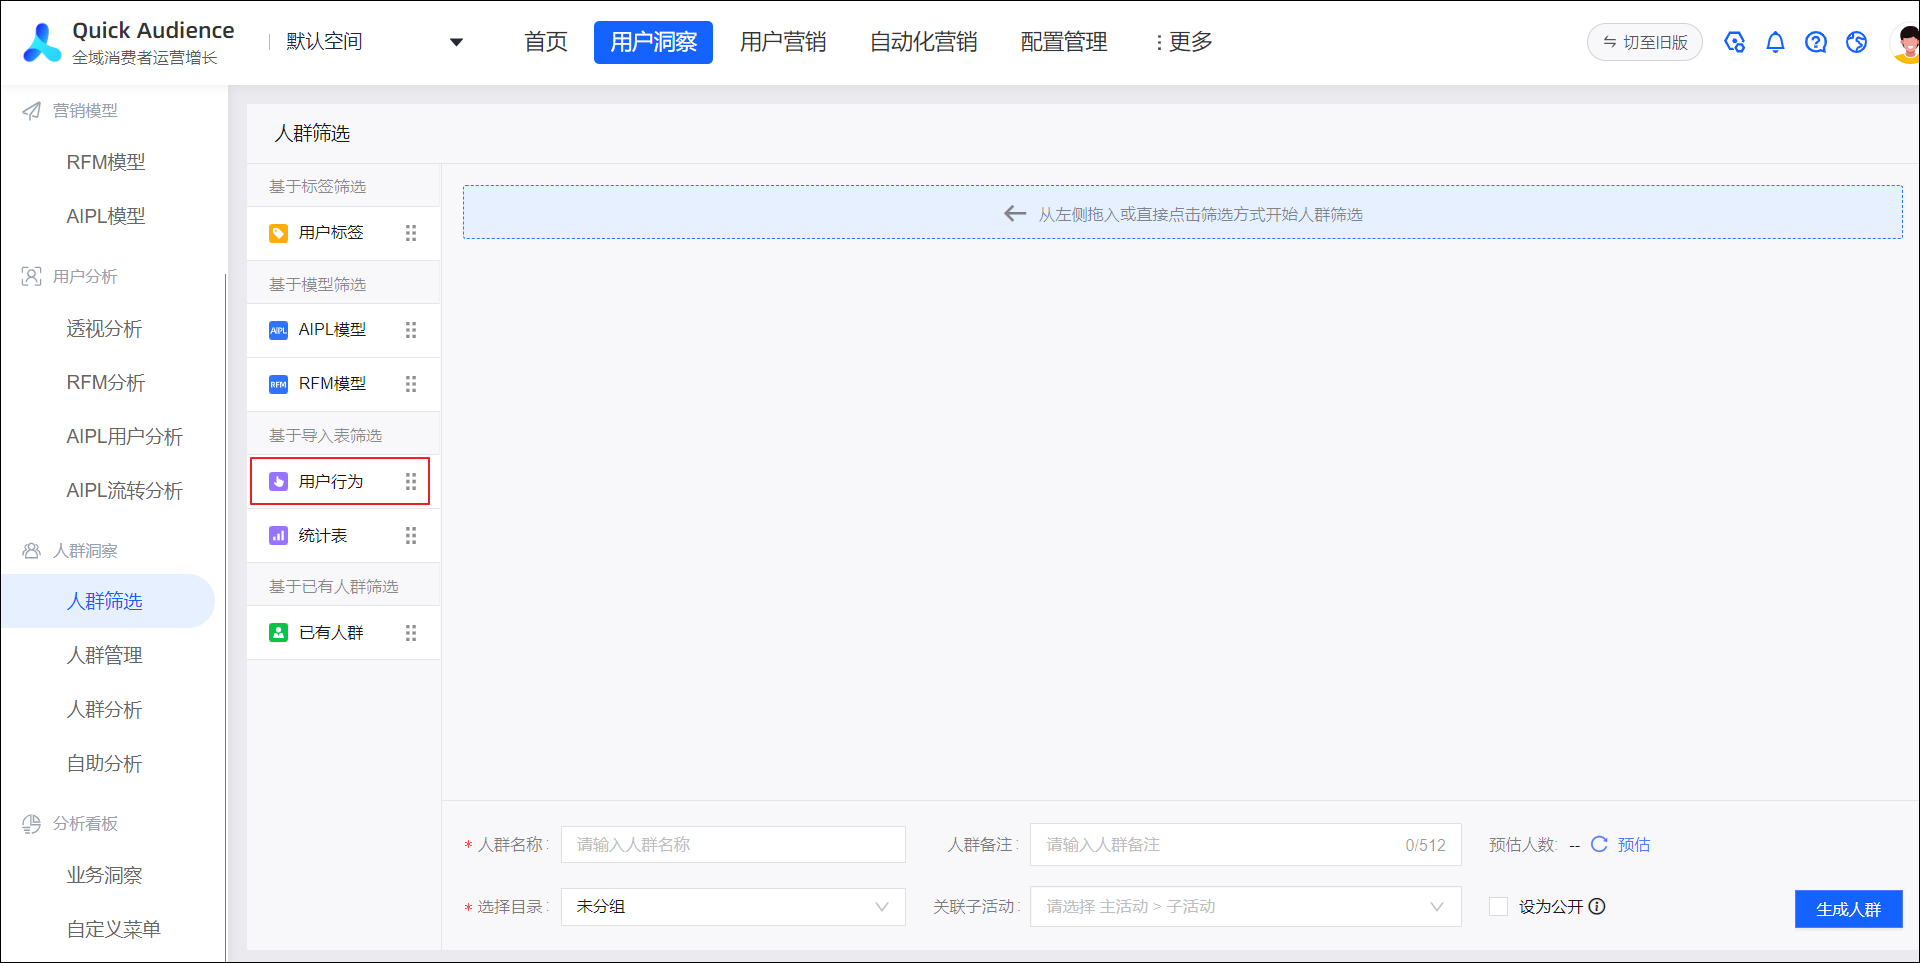 Quick Audience
全域消费者运营增长
默认空间
首页
用户洞察
用户营销
自动化营销
配置管理
更多
切至旧版
营销模型
RFM模型
AIPL模型
用户分析
透视分析
RFM分析
AIPL用户分析
AIPL流转分析
人群洞察
人群筛选
人群管理
人群分析
自助分析
分析看板
业务洞察
自定义菜单
人群筛选
基于标签筛选
用户标签
基于模型筛选
AIPL AIPL模型
RFM RFM模型
基于导入表筛选
用户行为
统计表
基于已有人群筛选
已有人群
从左侧拖入或直接点击筛选方式开始人群筛选
* 人群名称: 请输入人群名称
人群备注: 请输入人群备注 0/512
预估人数: -- 预估
* 选择目录: 未分组
关联子活动: 请选择 主活动 > 子活动
设为公开
生成人群